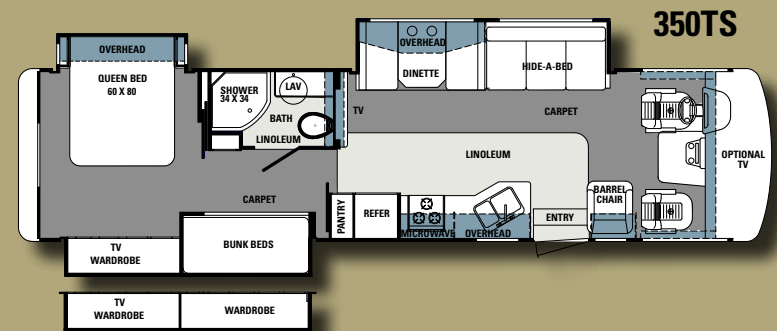 350TS
OVERHEAD
QUEEN BED
60 X 80
SHOWER
34 X 34
LAV
BATH
LINOLEUM
OVERHEAD
DINETTE
HIDE-A-BED
TV
CARPET
LINOLEUM
OPTIONAL
TV
CARPET
PANTRY
REFER
MICROWAVE
OVERHEAD
ENTRY
BARREL
CHAIR
TV
WARDROBE
BUNK BEDS
TV
WARDROBE
WARDROBE